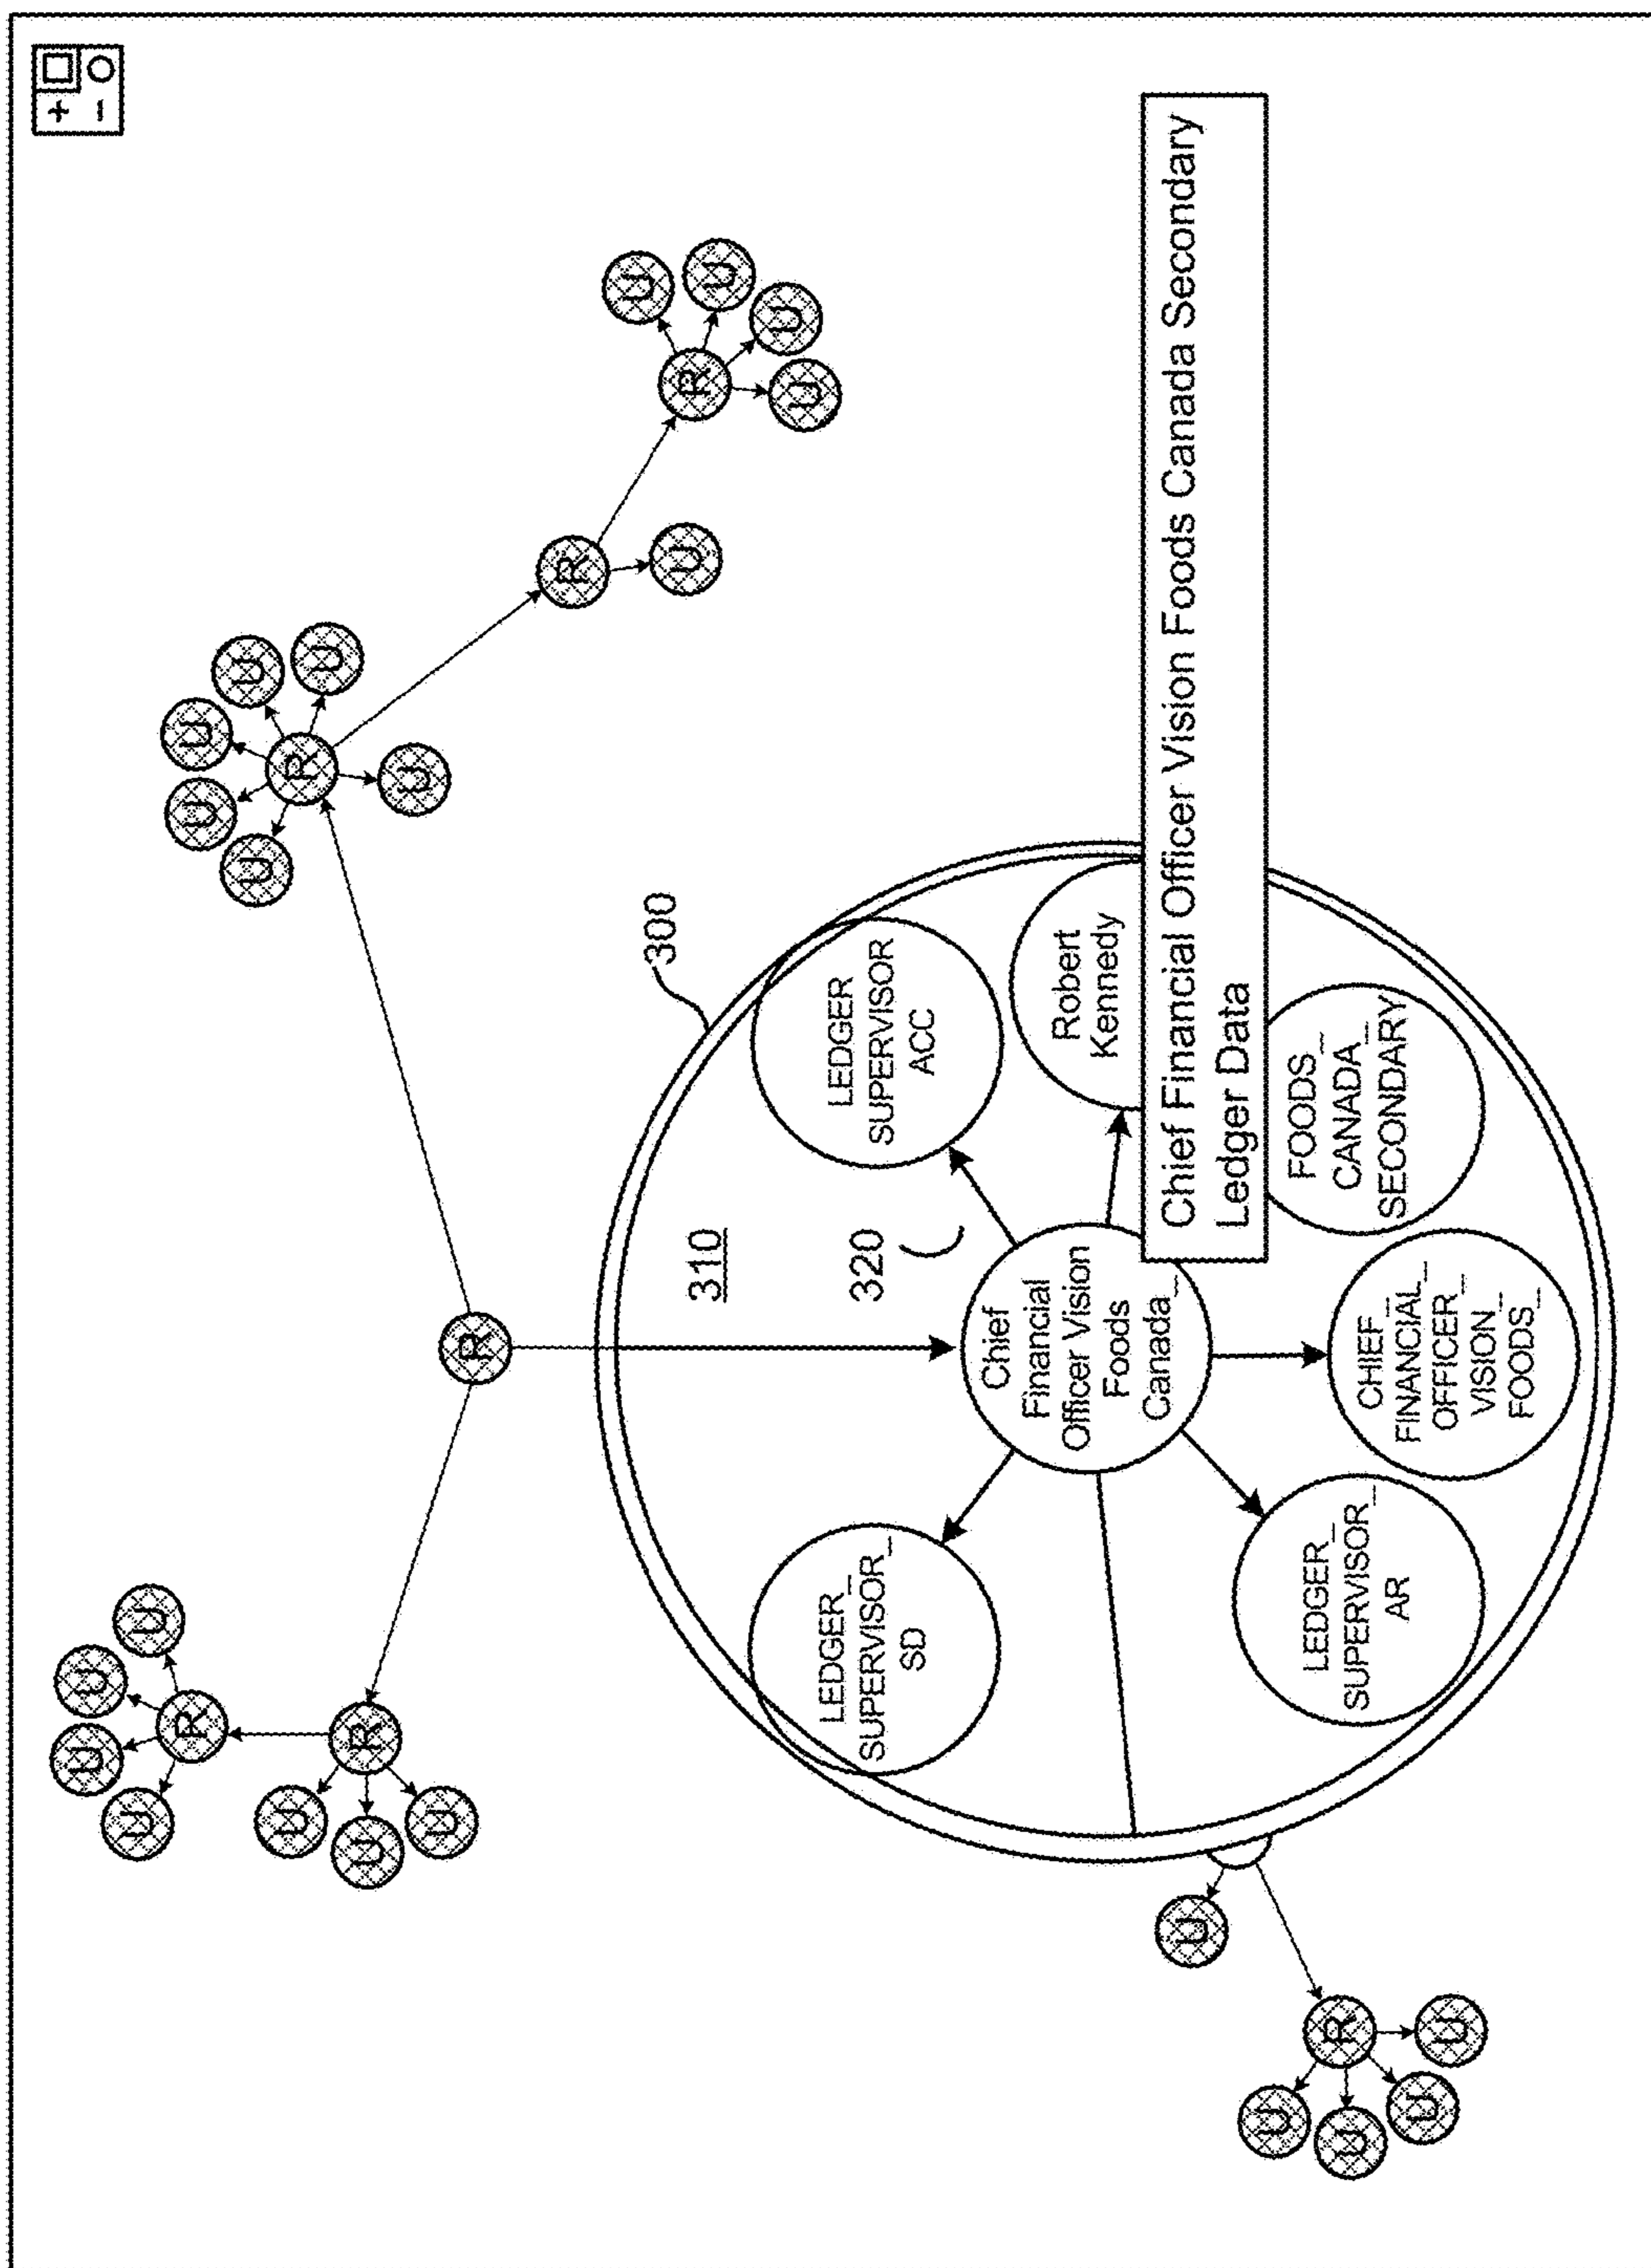 +
−
U
U
U
U
R
U
R
U
U
U
U
U
U
U
R
U
R
U
U
U
R
R
U
U
R
U
U
U
U
300
310
320
LEDGER_
SUPERVISOR_
SD
LEDGER
SUPERVISOR
ACC
Chief
Financial
Officer Vision
Foods
Canada_
Robert
Kennedy
Chief Financial Officer Vision Foods Canada Secondary
Ledger Data
LEDGER_
SUPERVISOR_
AR
CHIEF_
FINANCIAL_
OFFICER_
VISION_
FOODS_
FOODS_
CANADA_
SECONDARY
U
U
R
U
U
U